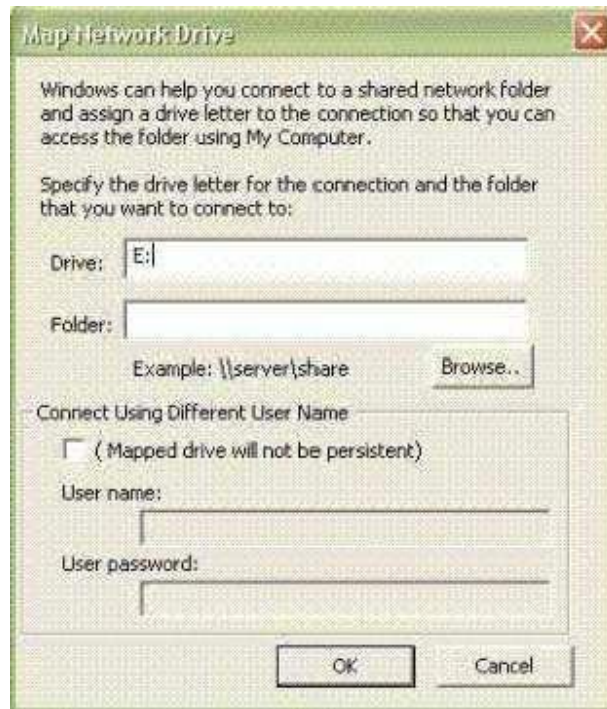 Map Network Drive
Windows can help you connect to a shared network folder
and assign a drive letter to the connection so that you can
access the folder using My Computer.
Specify the drive letter for the connection and the folder
that you want to connect to:
Drive: E:
Folder:
Example: \\server\share Browse..
Connect Using Different User Name
( Mapped drive will not be persistent)
User name:
User password:
OK Cancel